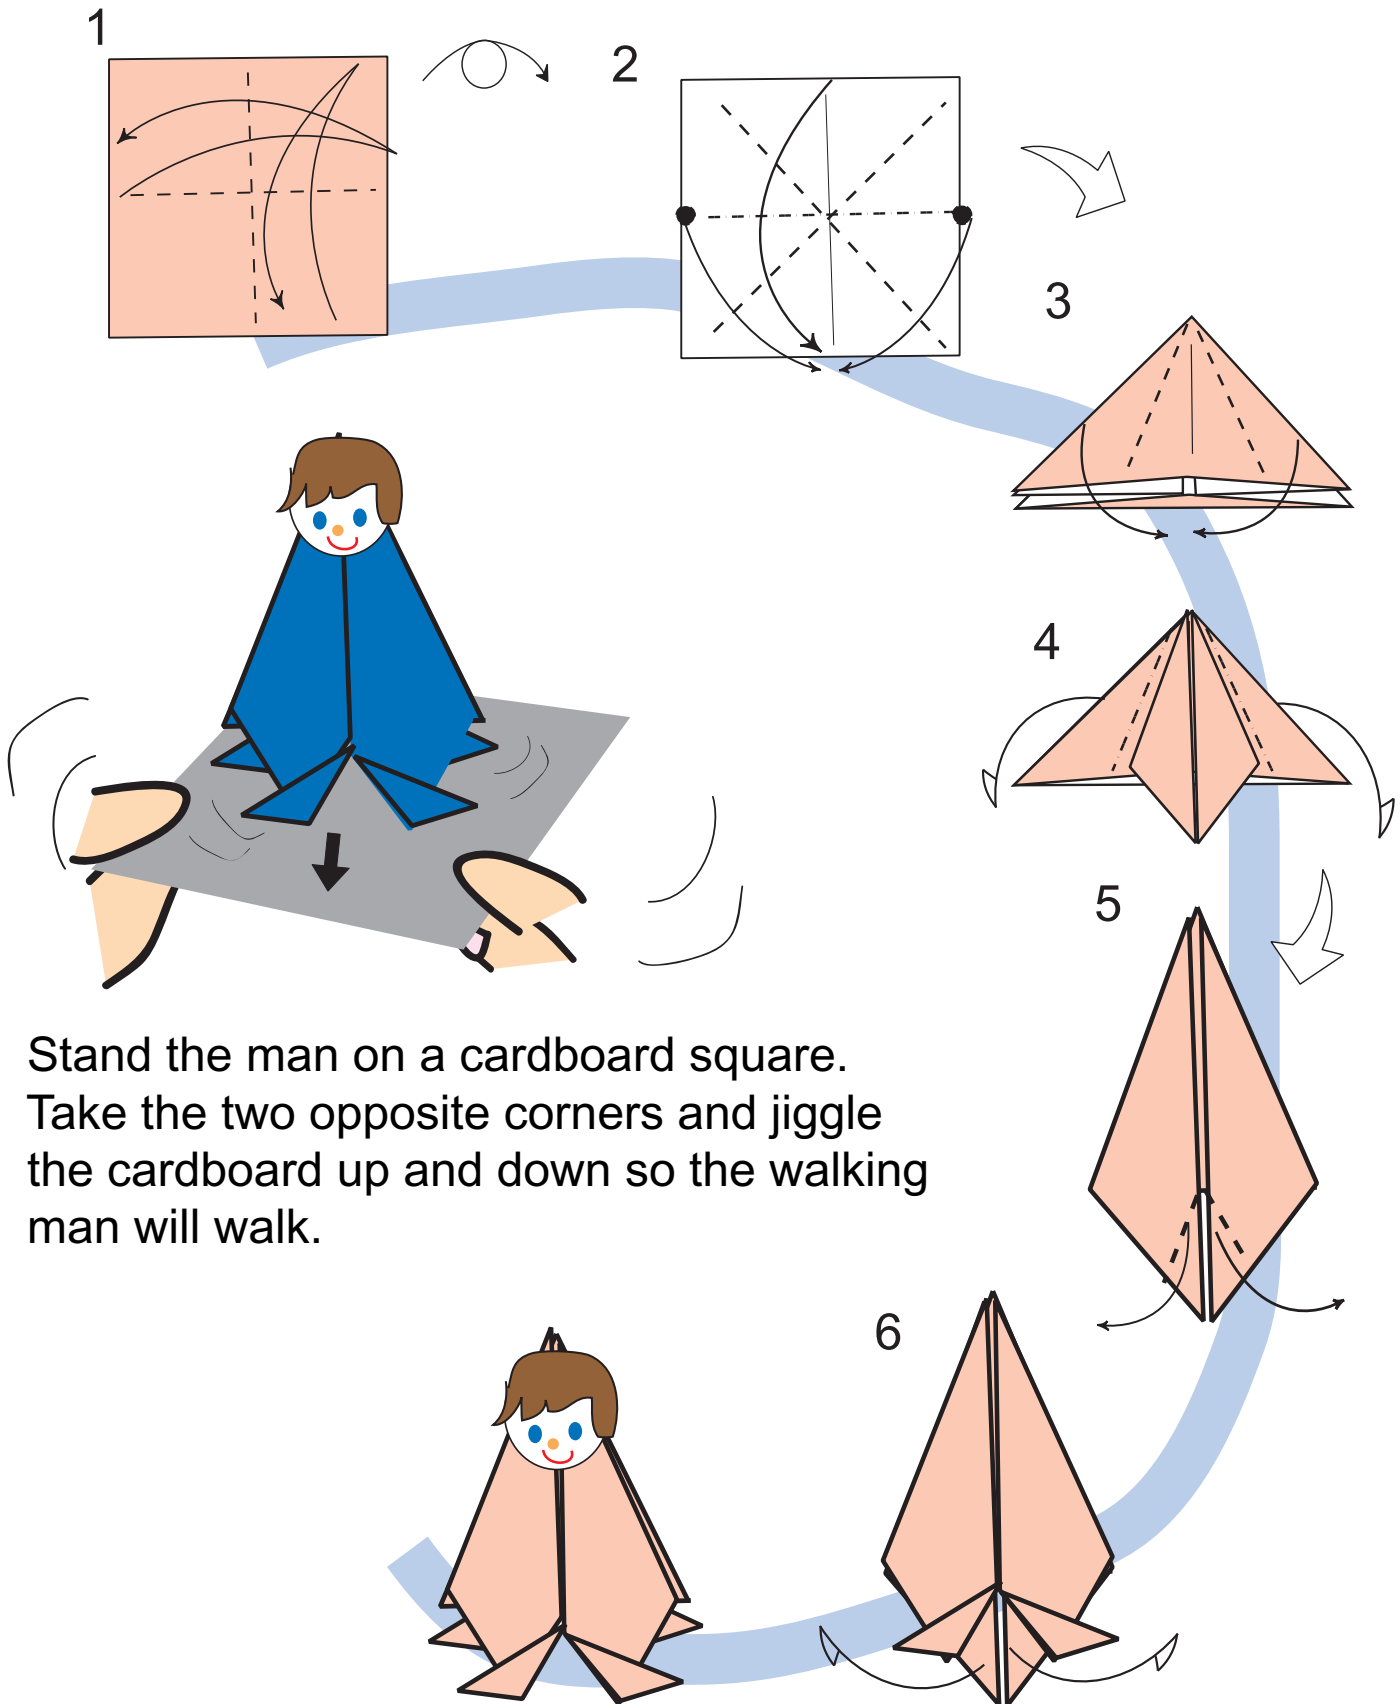 1
2
3
4
5
Stand the man on a cardboard square.
Take the two opposite corners and jiggle
the cardboard up and down so the walking
man will walk.
6